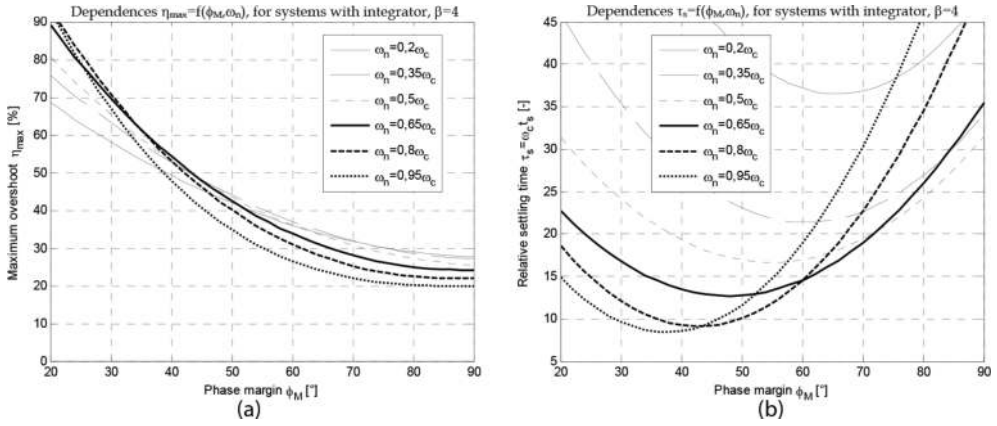 Dependences ηmax=f(ϕM,ωn), for systems with integrator, β=4
Maximum overshoot ηmax [%]
90
80
70
60
50
40
30
20
10
0
ωn=0,2ωc
ωn=0,35ωc
ωn=0,5ωc
ωn=0,65ωc
ωn=0,8ωc
ωn=0,95ωc
20 30 40 50 60 70 80 90
Phase margin ϕM [°]
(a)
Dependences τs=f(ϕM,ωn), for systems with integrator, β=4
Relative settling time τs=ωcts [-]
45
40
35
30
25
20
15
10
5
ωn=0,2ωc
ωn=0,35ωc
ωn=0,5ωc
ωn=0,65ωc
ωn=0,8ωc
ωn=0,95ωc
20 30 40 50 60 70 80 90
Phase margin ϕM [°]
(b)